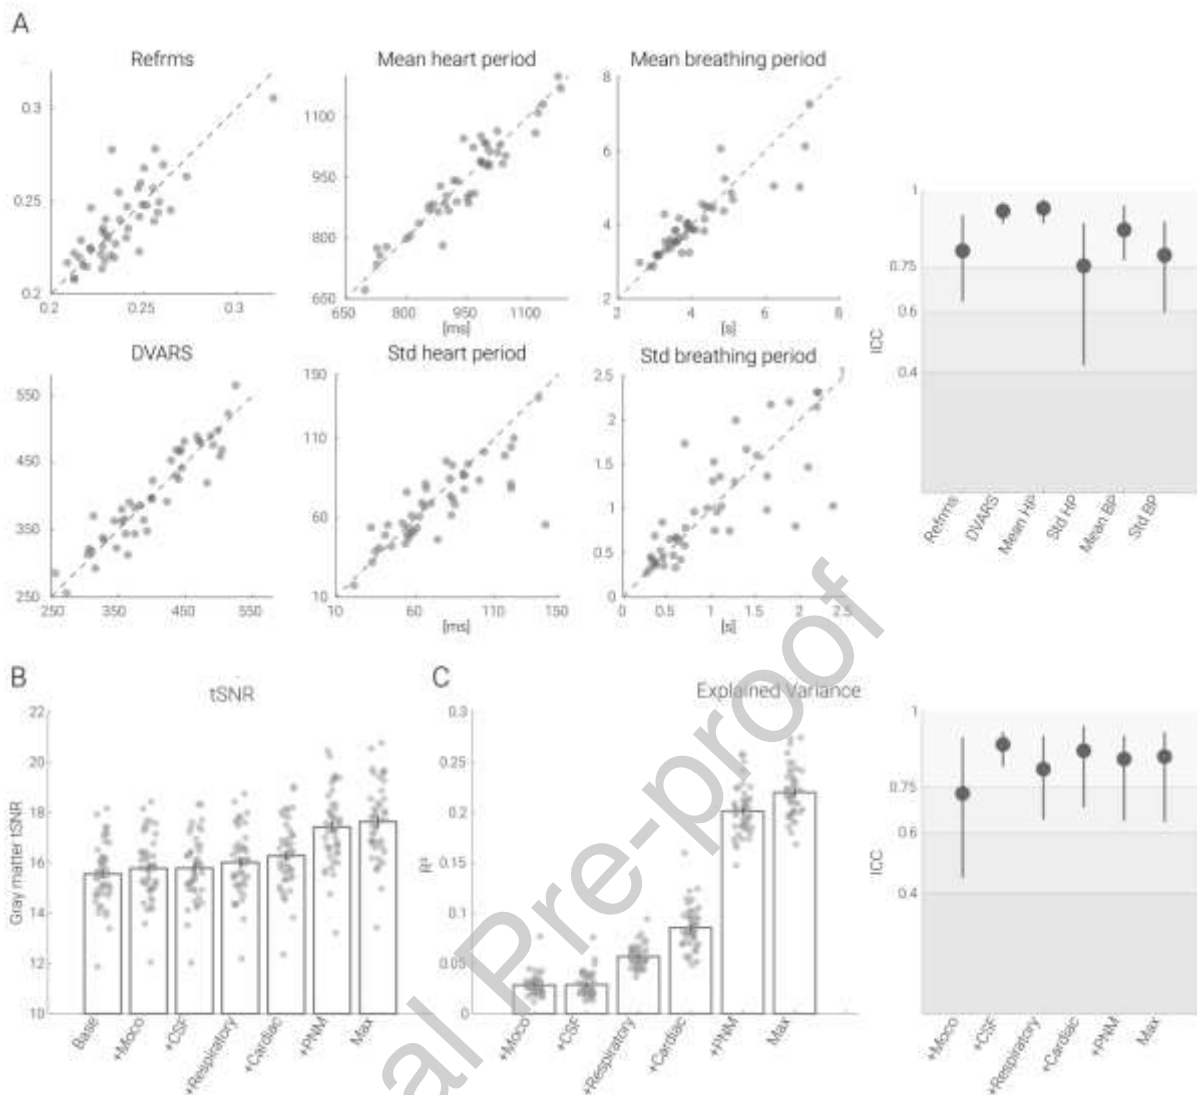 A
Refrms
0.3
0.25
0.2
0.2
0.25
0.3
Mean heart period
1100
950
800
650
650
800
950
1100
[ms]
Mean breathing period
8
6
4
2
2
4
6
8
[s]
DVARS
550
450
350
250
250
350
450
550
Std heart period
150
110
60
10
10
60
110
150
[ms]
Std breathing period
2.5
2
1.5
1
0.5
0
0
0.5
1
1.5
2
2.5
[s]
1
0.75
0.6
0.4
ICC
Refrms
DVARS
Mean HP
Std HP
Mean BP
Std BP
B
tSNR
22
20
18
16
14
12
10
Gray matter tSNR
Base
+Moco
+CSF
+Respiratory
+Cardiac
+PNM
Max
C
Explained Variance
0.3
0.25
0.2
0.15
0.1
0.05
0
R²
+Moco
+CSF
+Respiratory
+Cardiac
+PNM
Max
1
0.75
0.6
0.4
ICC
+Moco
+CSF
+Respiratory
+Cardiac
+PNM
Max
al Pre-proof